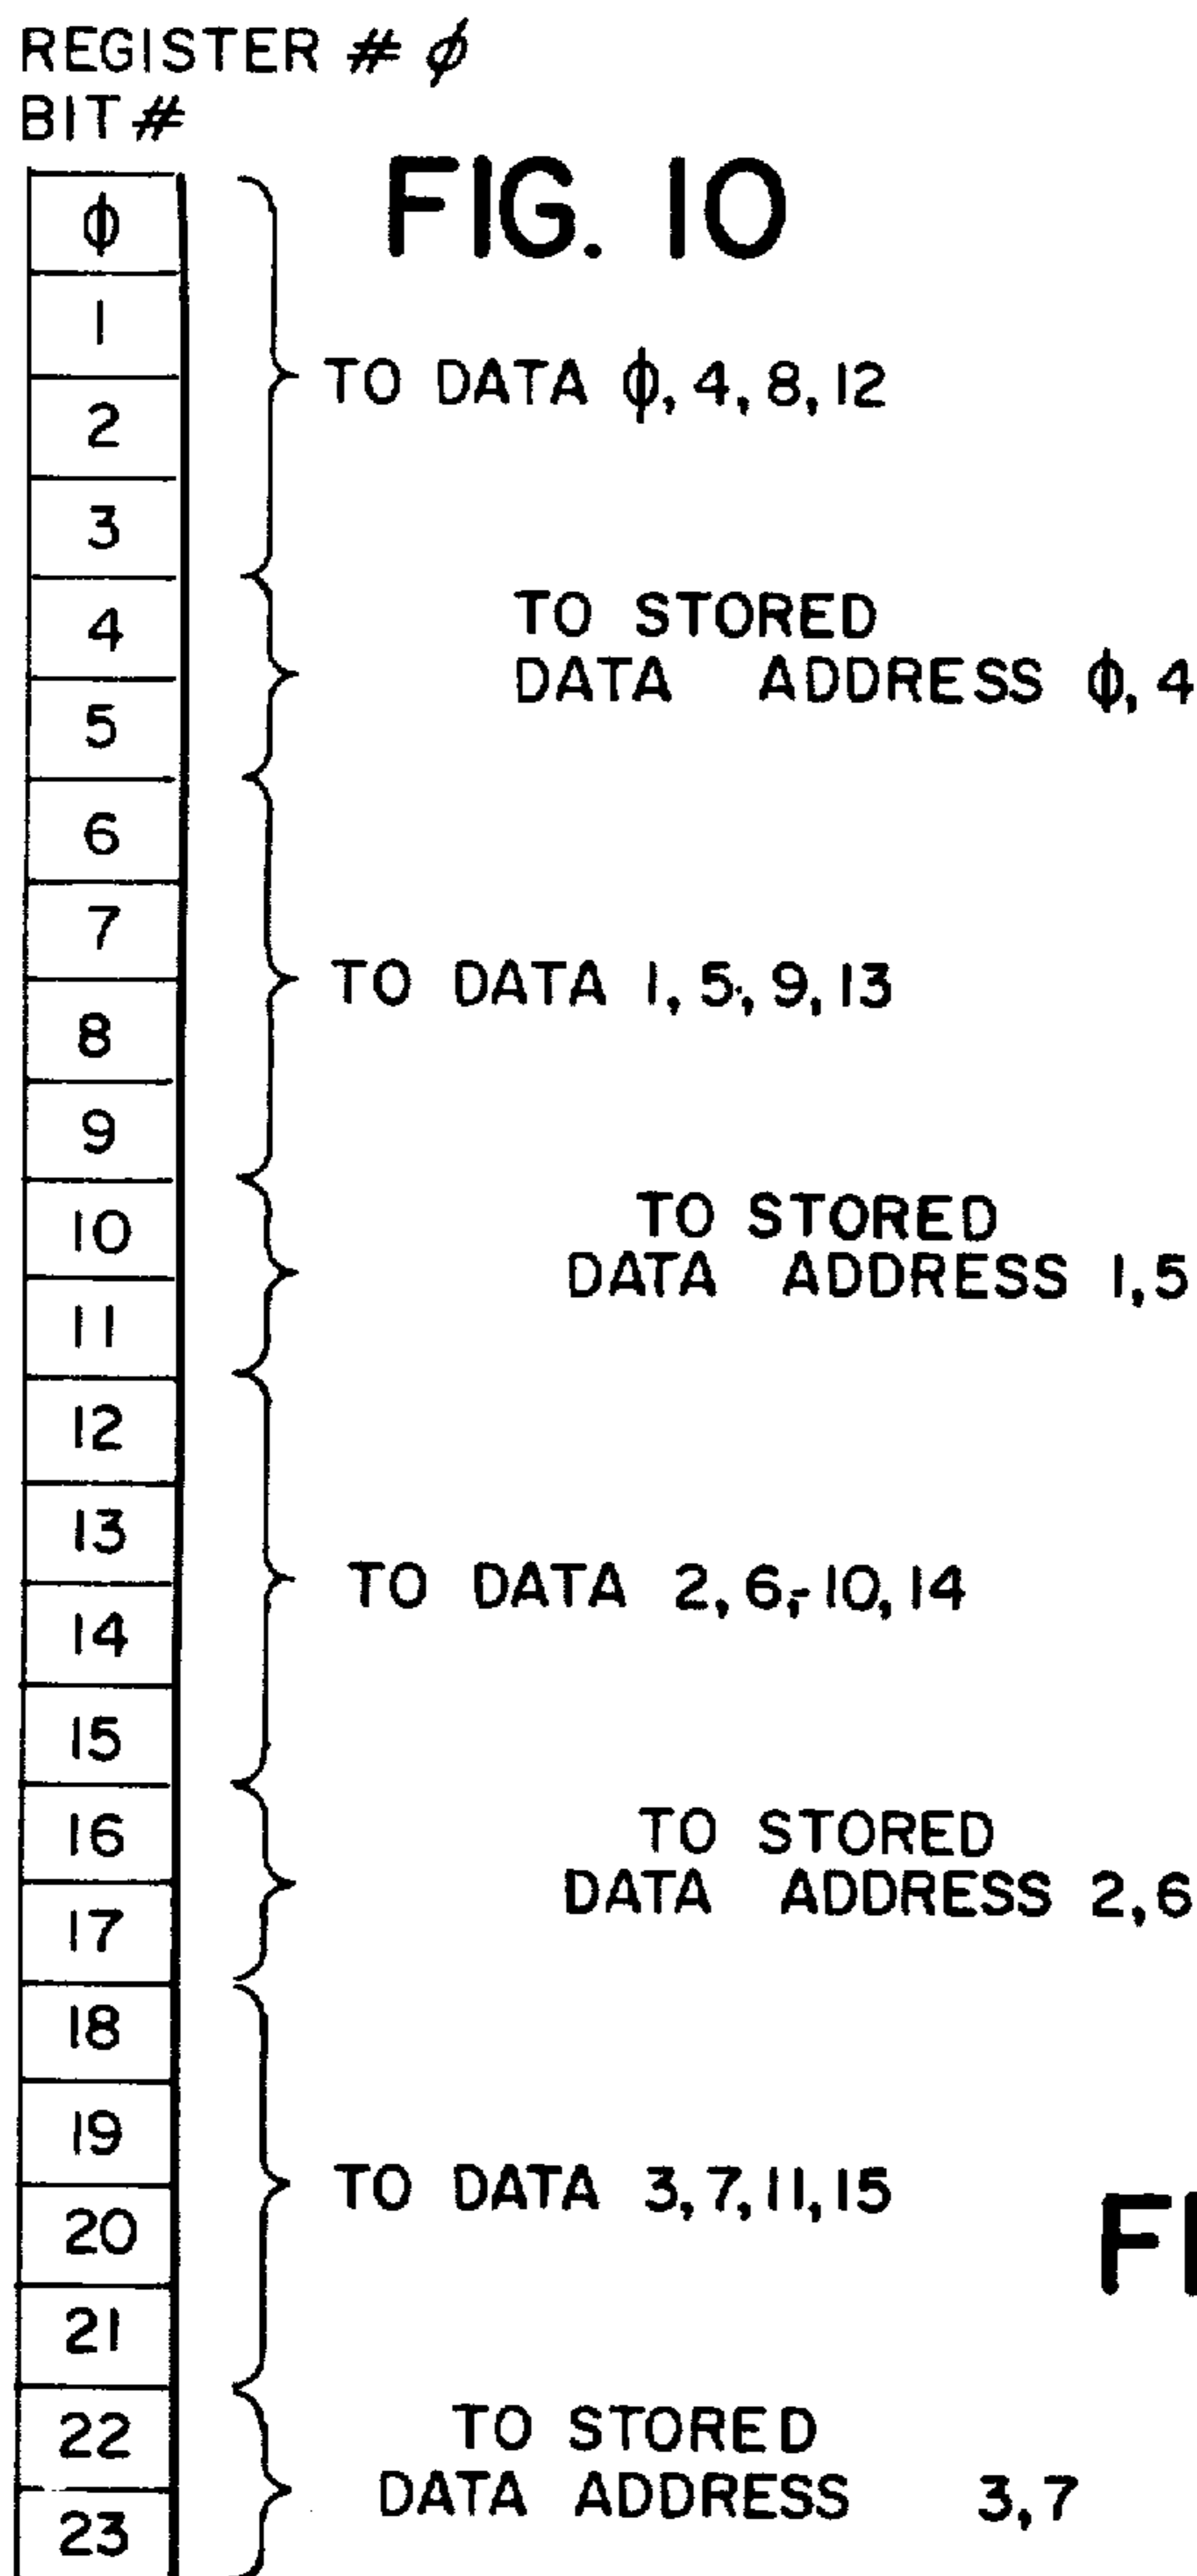 REGISTER # ϕ
BIT #
FIG. 10
ϕ
1
2
3
TO DATA ϕ, 4, 8, 12
4
5
TO STORED
DATA ADDRESS ϕ, 4
6
7
8
9
TO DATA 1, 5, 9, 13
10
11
TO STORED
DATA ADDRESS 1, 5
12
13
14
15
TO DATA 2, 6,-10, 14
16
17
TO STORED
DATA ADDRESS 2, 6
18
19
20
21
TO DATA 3, 7, 11, 15
22
23
TO STORED
DATA ADDRESS 3, 7